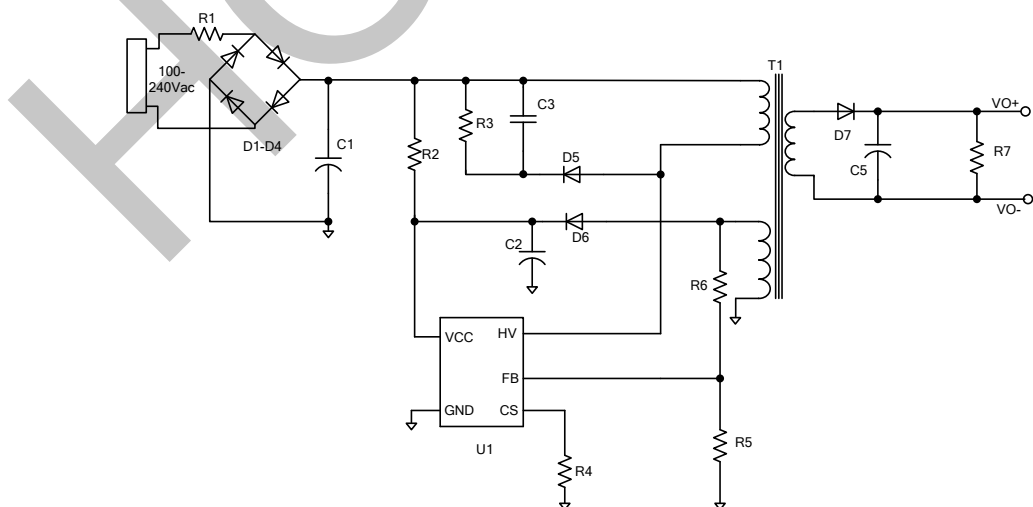 R1
T1
100-
240Vac
C3
VO+
R3
D7
D1-D4
C1
R2
D5
C5
R7
VO-
C2
D6
R6
VCC
HV
FB
GND
CS
U1
R5
R4